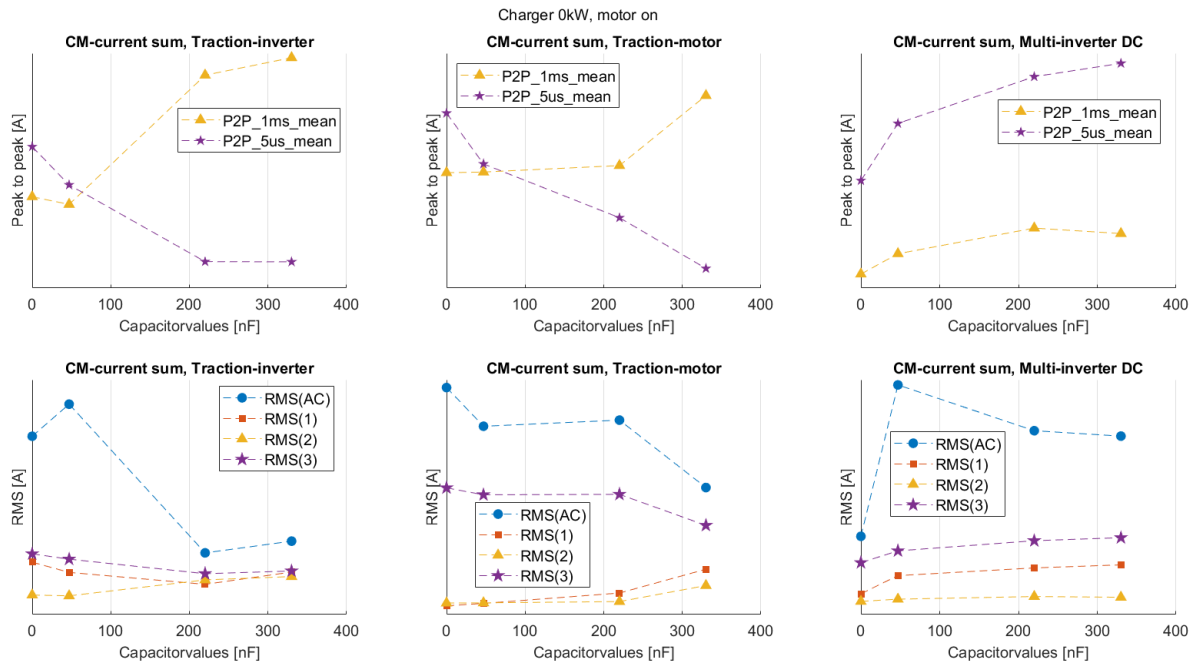 Charger 0kW, motor on
CM-current sum, Traction-inverter
Peak to peak [A]
P2P_1ms_mean
P2P_5us_mean
0 100 200 300 400
Capacitorvalues [nF]
CM-current sum, Traction-motor
Peak to peak [A]
P2P_1ms_mean
P2P_5us_mean
0 100 200 300 400
Capacitorvalues [nF]
CM-current sum, Multi-inverter DC
Peak to peak [A]
P2P_1ms_mean
P2P_5us_mean
0 100 200 300 400
Capacitorvalues [nF]
CM-current sum, Traction-inverter
RMS [A]
RMS(AC)
RMS(1)
RMS(2)
RMS(3)
0 100 200 300 400
Capacitorvalues [nF]
CM-current sum, Traction-motor
RMS [A]
RMS(AC)
RMS(1)
RMS(2)
RMS(3)
0 100 200 300 400
Capacitorvalues [nF]
CM-current sum, Multi-inverter DC
RMS [A]
RMS(AC)
RMS(1)
RMS(2)
RMS(3)
0 100 200 300 400
Capacitorvalues [nF]